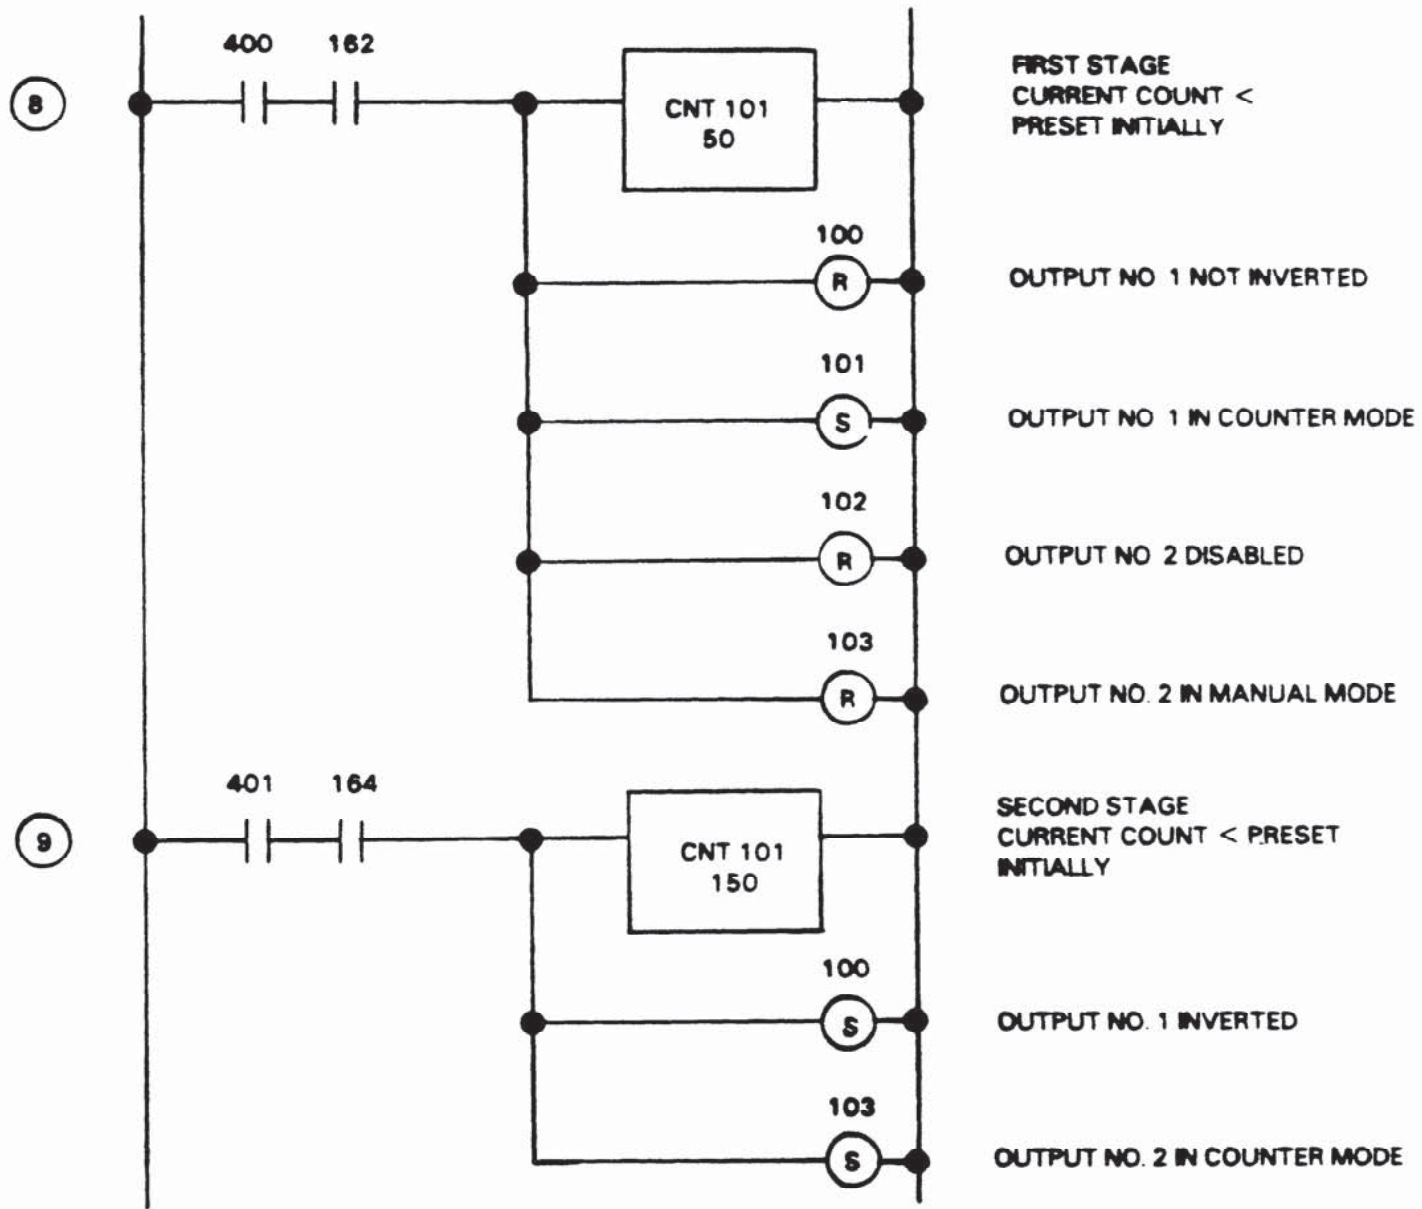 400 162
8
CNT 101
50
FIRST STAGE
CURRENT COUNT <
PRESET INITIALLY
100
R
OUTPUT NO 1 NOT INVERTED
101
S
OUTPUT NO 1 IN COUNTER MODE
102
R
OUTPUT NO 2 DISABLED
103
R
OUTPUT NO. 2 IN MANUAL MODE
401 164
9
CNT 101
150
SECOND STAGE
CURRENT COUNT < PRESET
INITIALLY
100
S
OUTPUT NO. 1 INVERTED
103
S
OUTPUT NO. 2 IN COUNTER MODE